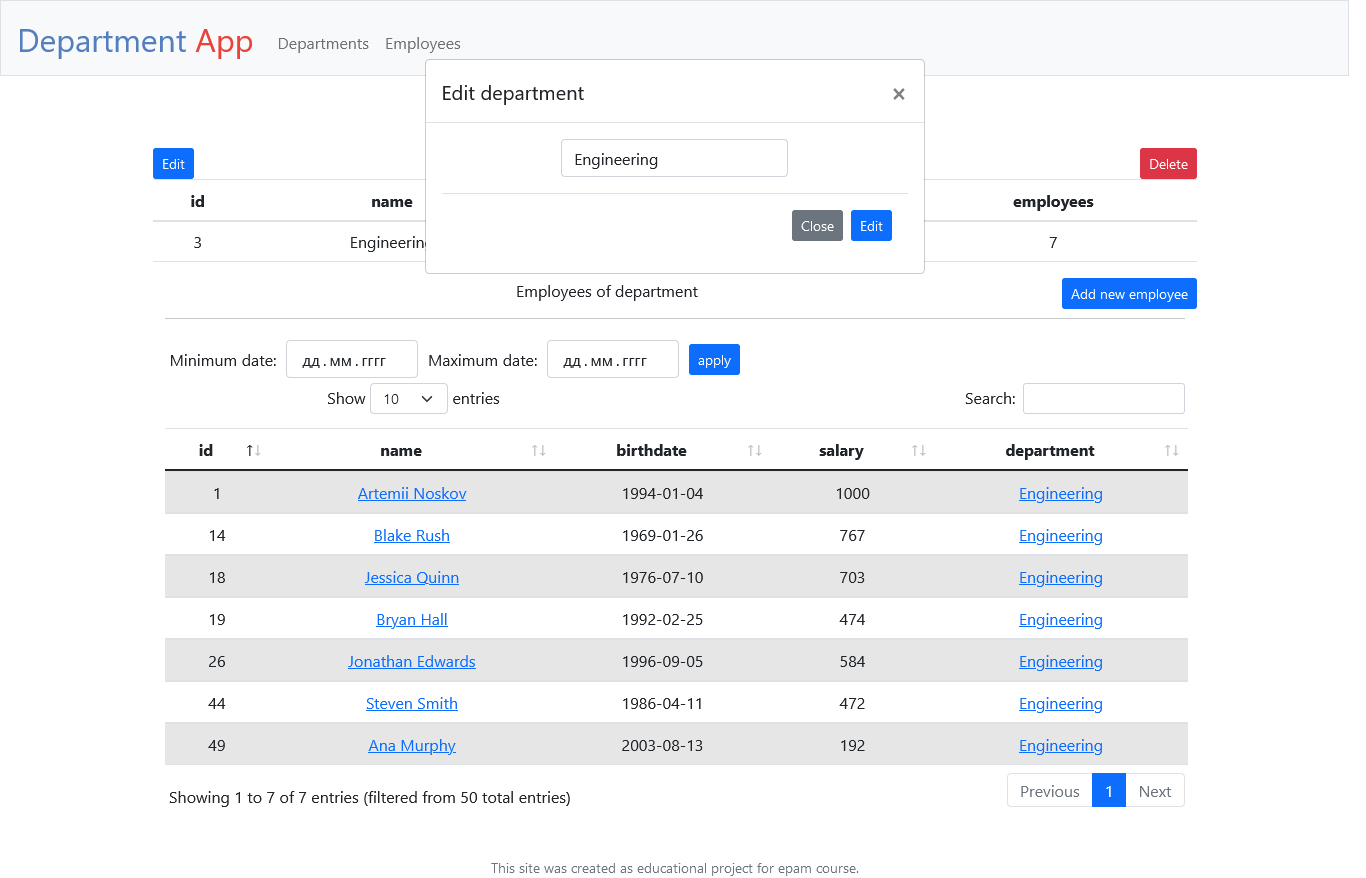 Department App Departments Employees
Edit department ×
Engineering
Close Edit
Edit Delete
id name employees
3 Engineering 7
Employees of department Add new employee
Minimum date: дд.мм.гггг Maximum date: дд.мм.гггг apply
Show 10 entries Search:
id name birthdate salary department
1 Artemii Noskov 1994-01-04 1000 Engineering
14 Blake Rush 1969-01-26 767 Engineering
18 Jessica Quinn 1976-07-10 703 Engineering
19 Bryan Hall 1992-02-25 474 Engineering
26 Jonathan Edwards 1996-09-05 584 Engineering
44 Steven Smith 1986-04-11 472 Engineering
49 Ana Murphy 2003-08-13 192 Engineering
Showing 1 to 7 of 7 entries (filtered from 50 total entries) Previous 1 Next
This site was created as educational project for epam course.